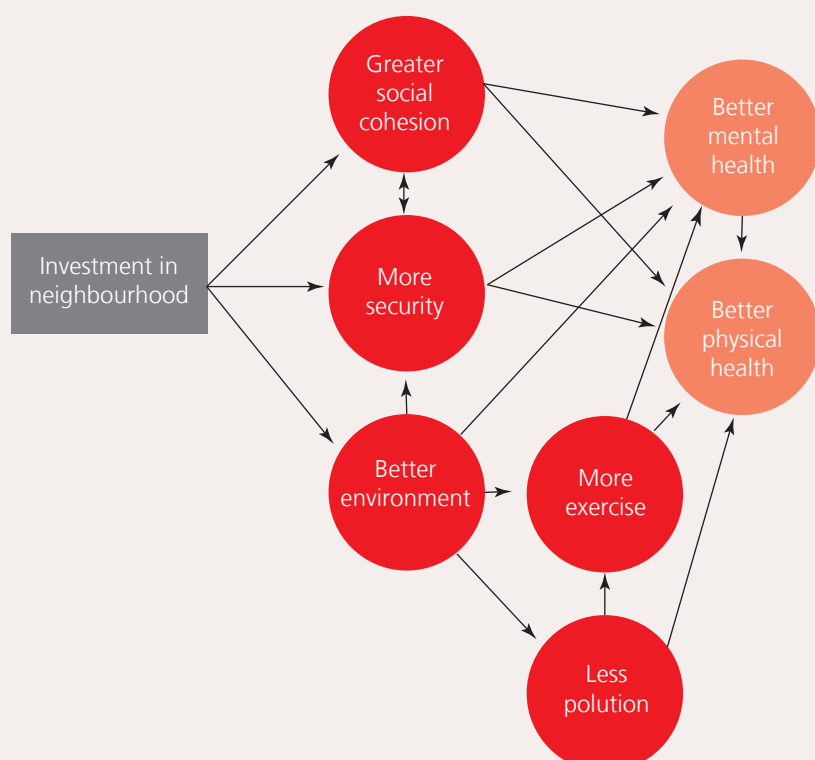 Greater
social
cohesion
Better
mental
health
Investment in
neighbourhood
More
security
Better
physical
health
Better
environment
More
exercise
Less
polution